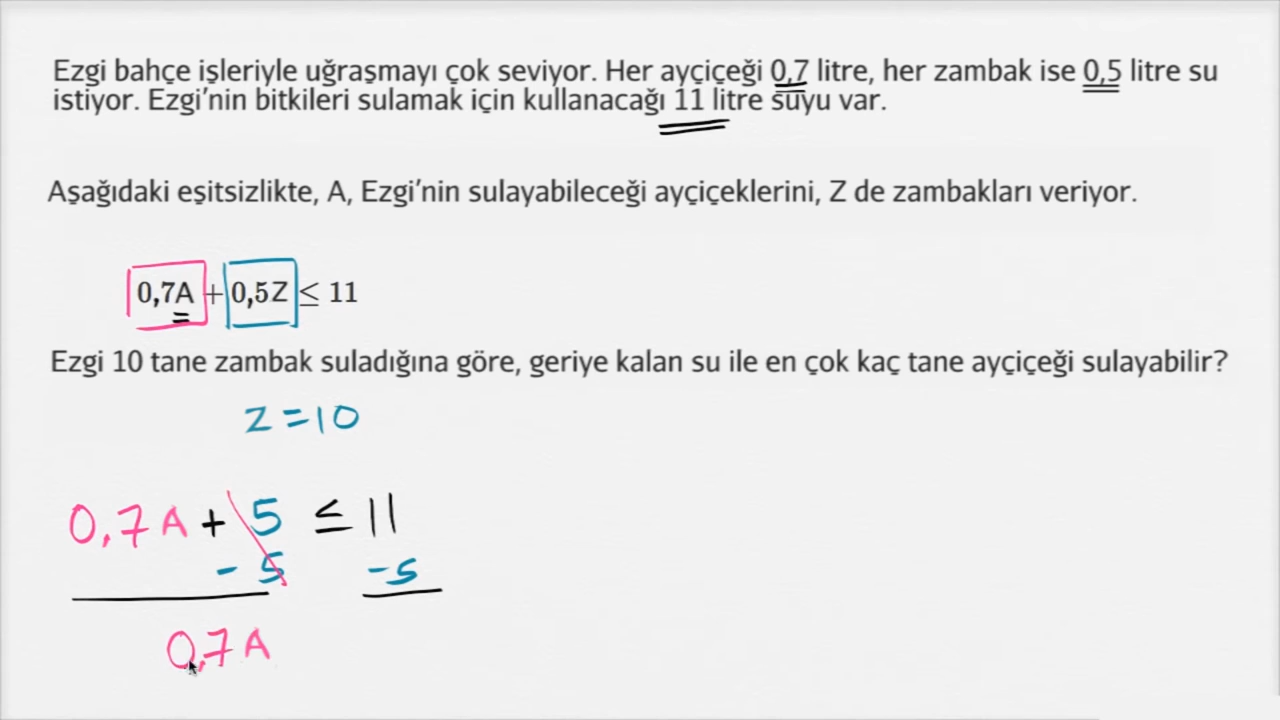 Ezgi bahçe işleriyle uğraşmayı çok seviyor. Her ayçiçeği 0,7 litre, her zambak ise 0,5 litre su
istiyor. Ezgi'nin bitkileri sulamak için kullanacağı 11 litre suyu var.
Aşağıdaki eşitsizlikte, A, Ezgi'nin sulayabileceği ayçiçeklerini, Z de zambakları veriyor.
0,7A + 0,5Z ≤ 11
Ezgi 10 tane zambak suladığına göre, geriye kalan su ile en çok kaç tane ayçiçeği sulayabilir?
Z = 10
0,7A + 5 ≤ 11
- 5 - 5
0,7A